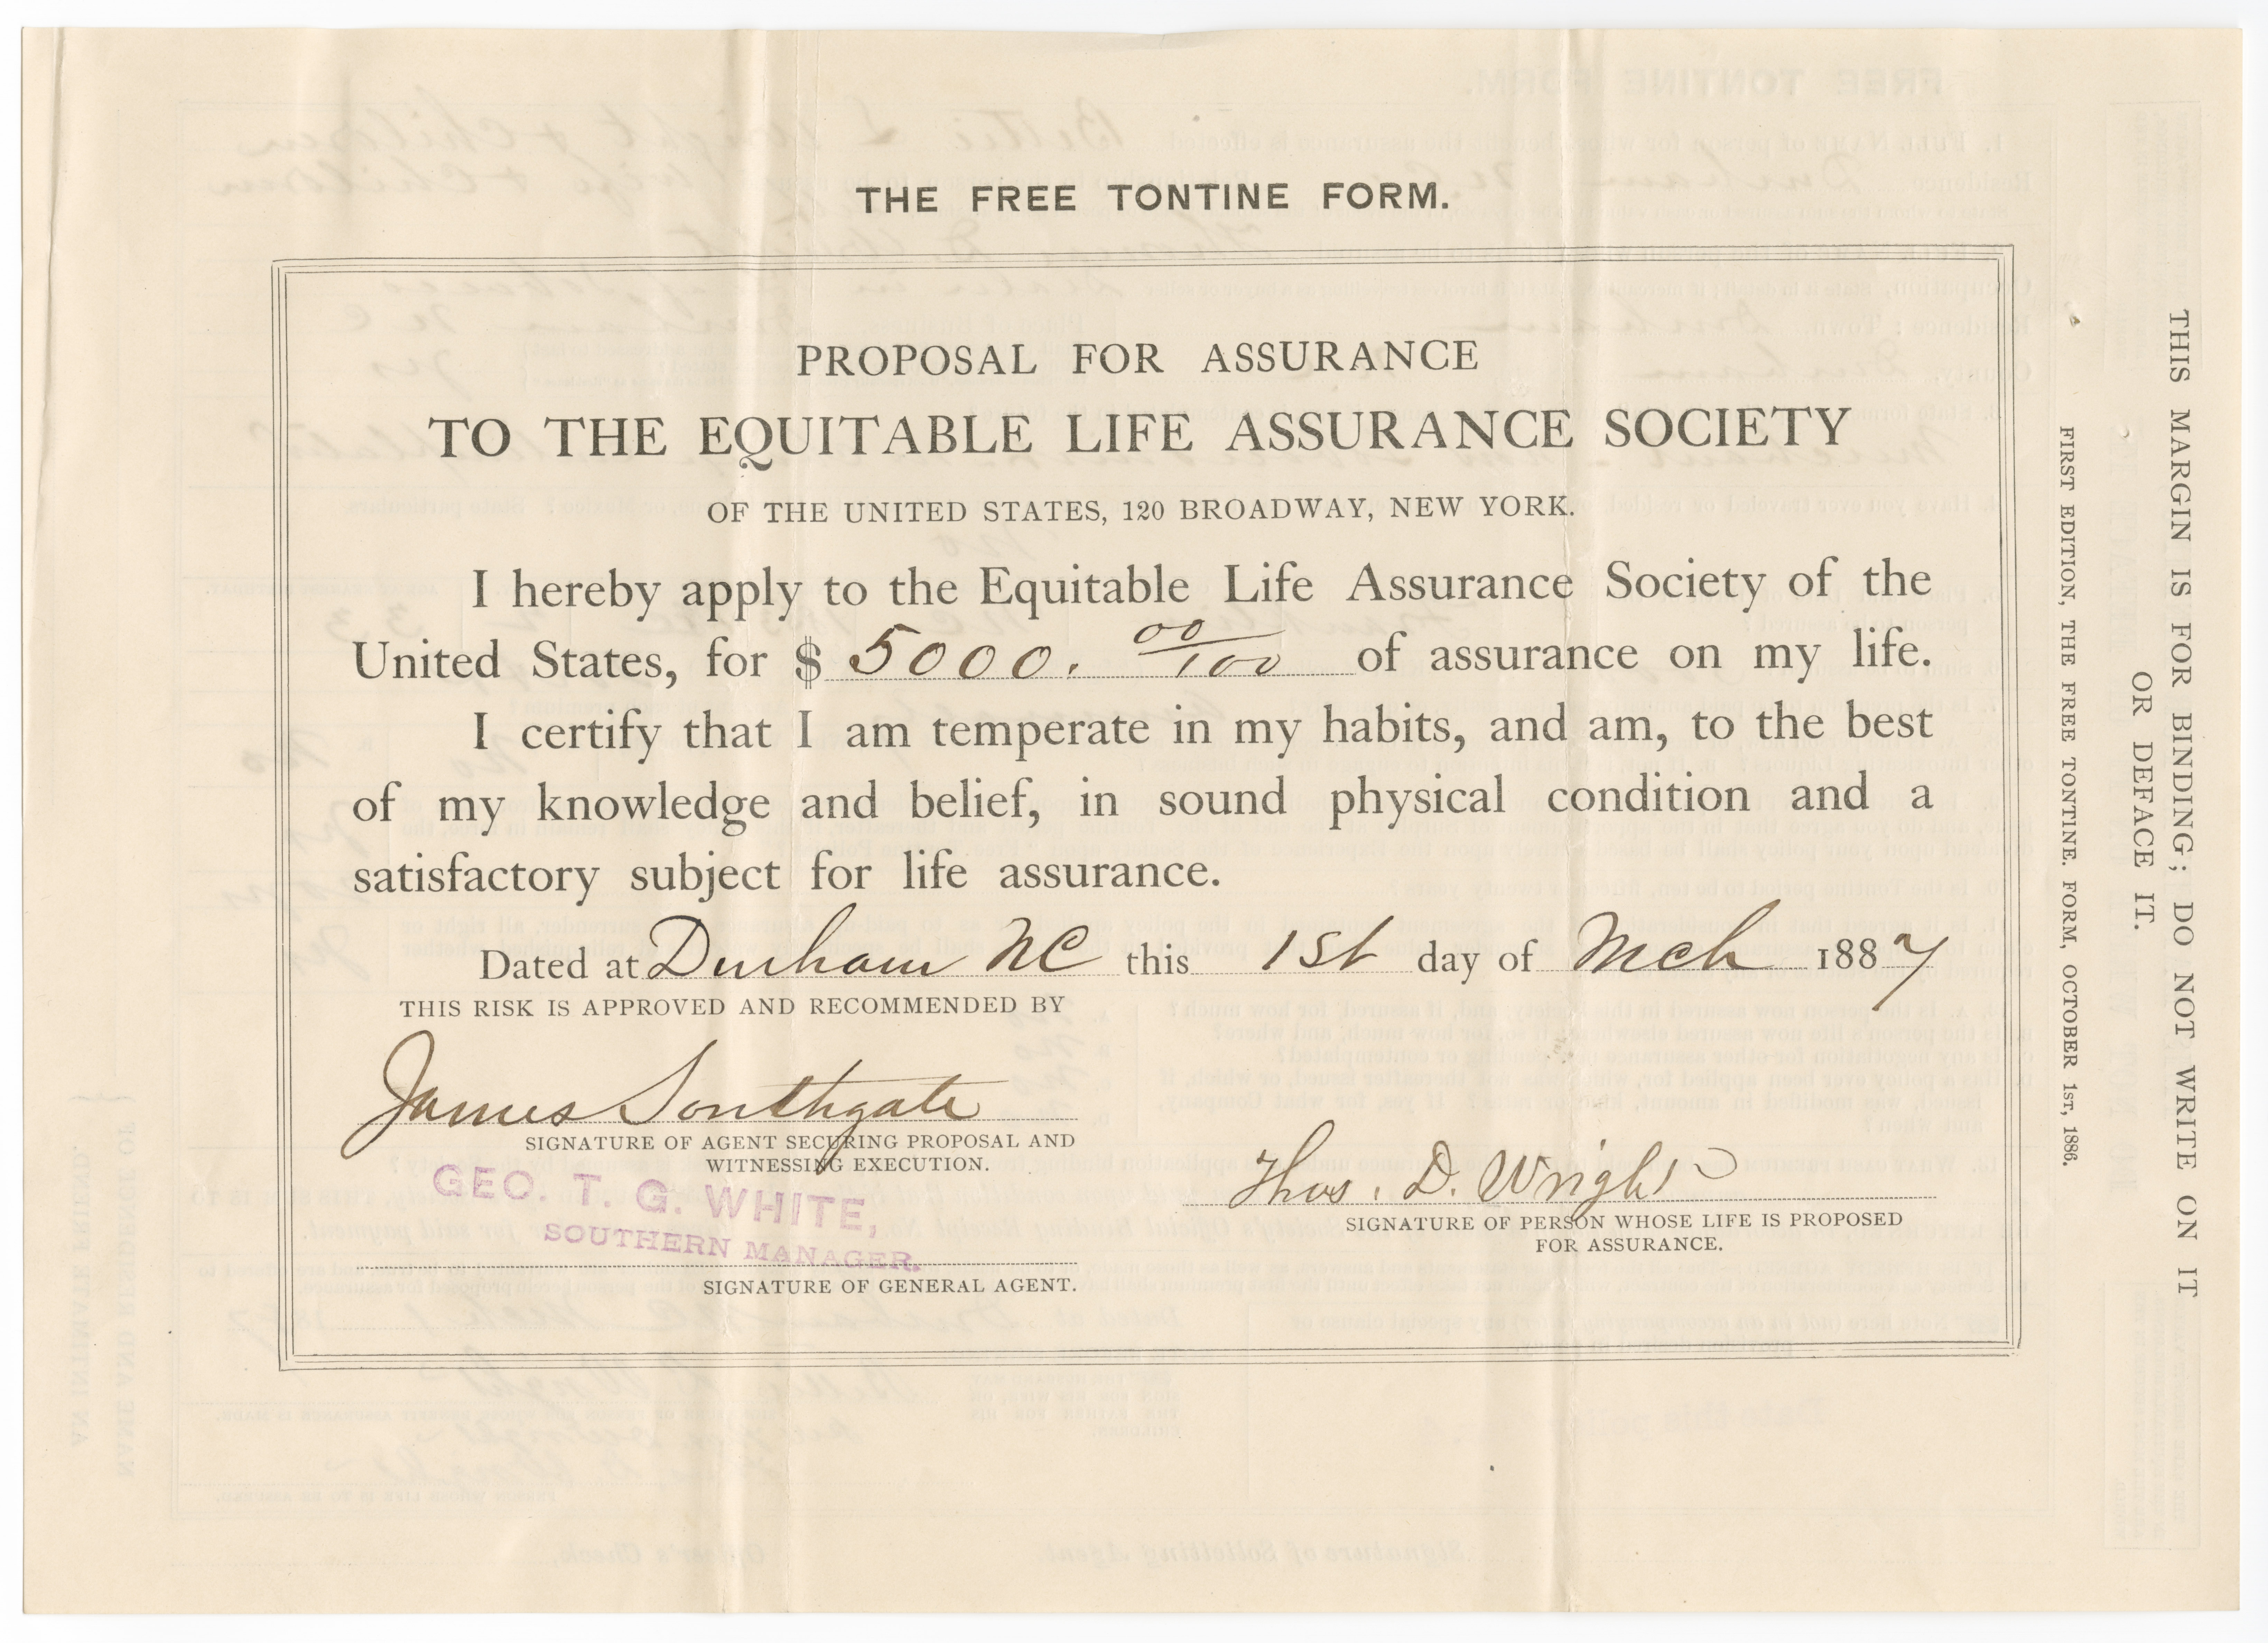 THE FREE TONTINE FORM.
PROPOSAL FOR ASSURANCE
TO THE EQUITABLE LIFE ASSURANCE SOCIETY
OF THE UNITED STATES, 120 BROADWAY, NEW YORK.
I hereby apply to the Equitable Life Assurance Society of the
United States, for $ 5000. 00/100 of assurance on my life.
I certify that I am temperate in my habits, and am, to the best
of my knowledge and belief, in sound physical condition and a
satisfactory subject for life assurance.
Dated at Durham NC this 1st day of Mch 1887
THIS RISK IS APPROVED AND RECOMMENDED BY
James Southgate
SIGNATURE OF AGENT SECURING PROPOSAL AND
WITNESSING EXECUTION.
GEO. T. G. WHITE,
SOUTHERN MANAGER.
SIGNATURE OF GENERAL AGENT.
Thos. D. Wright
SIGNATURE OF PERSON WHOSE LIFE IS PROPOSED
FOR ASSURANCE.
THIS MARGIN IS FOR BINDING; DO NOT WRITE ON IT
OR DEFACE IT.
FIRST EDITION, THE FREE TONTINE. FORM, OCTOBER 1ST, 1886.